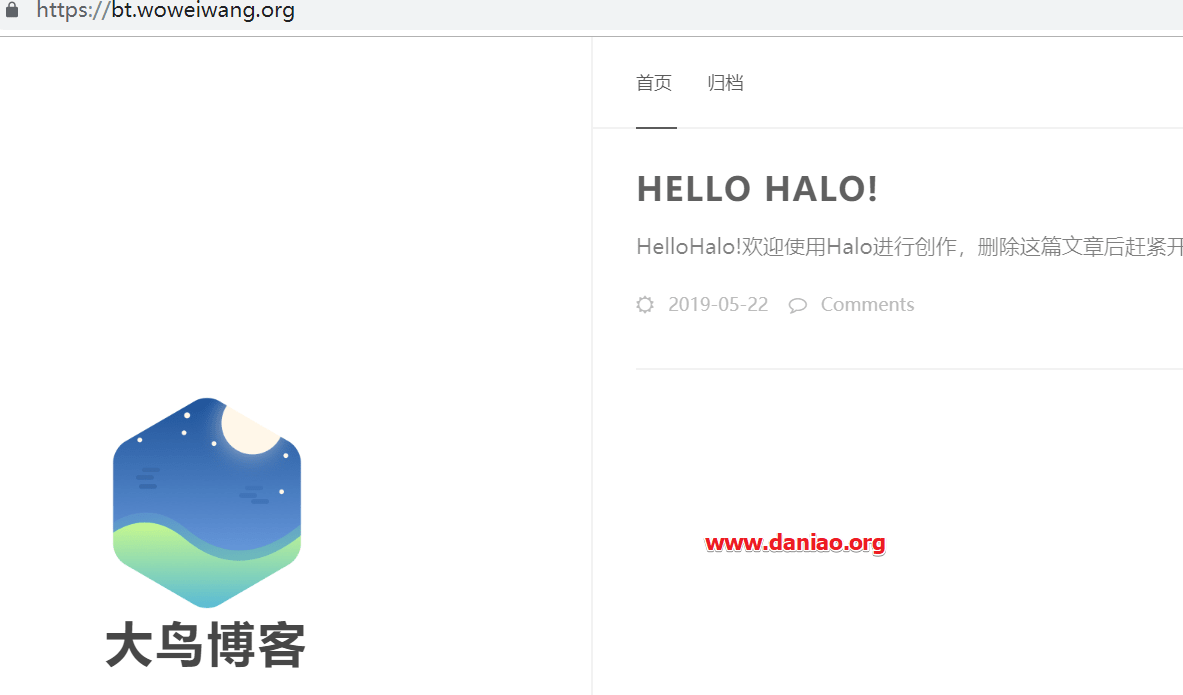 https://bt.woweiwang.org
首页 归档
HELLO HALO!
HelloHalo!欢迎使用Halo进行创作，删除这篇文章后赶紧开
2019-05-22 Comments
www.daniao.org
大鸟博客